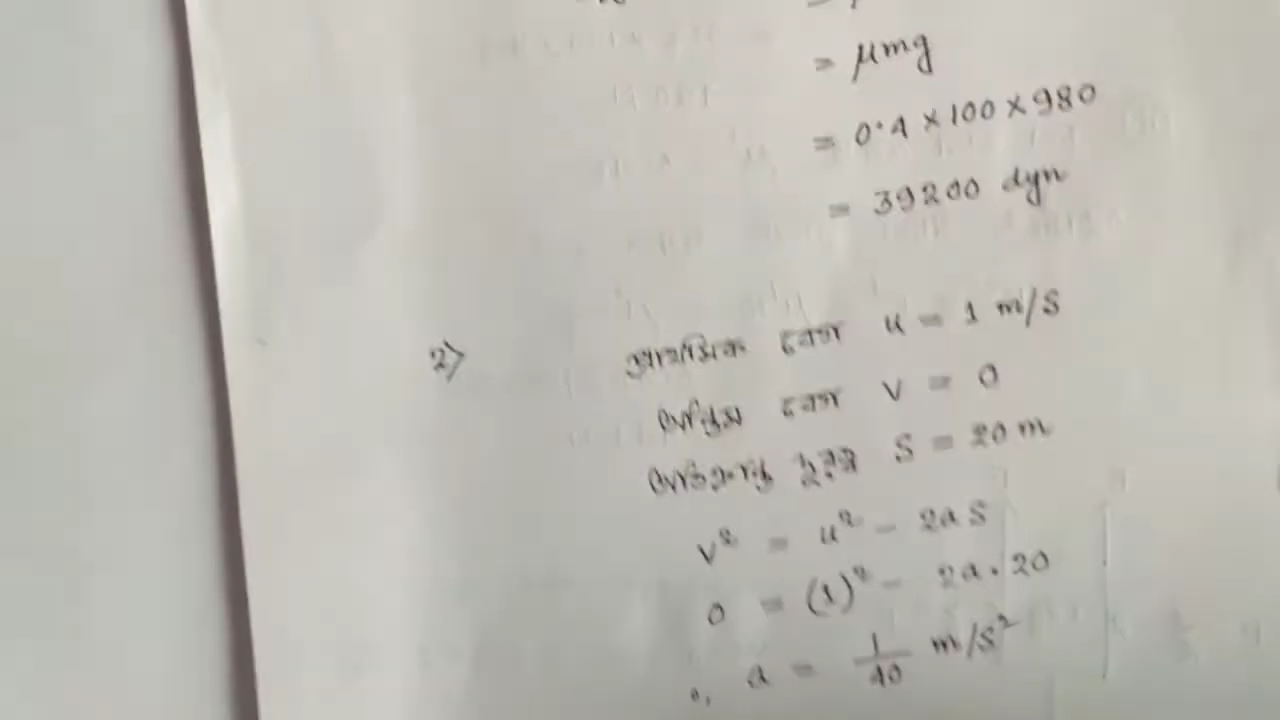 = μmg
= 0.4 × 100 × 980
= 39200 dyn
2) প্রাথমিক বেগ u = 1 m/s
অন্তিম বেগ v = 0
অতিক্রান্ত দূরত্ব S = 20 m
v² = u² - 2as
0 = (1)² - 2a.20
∴ a = 1/40 m/s²